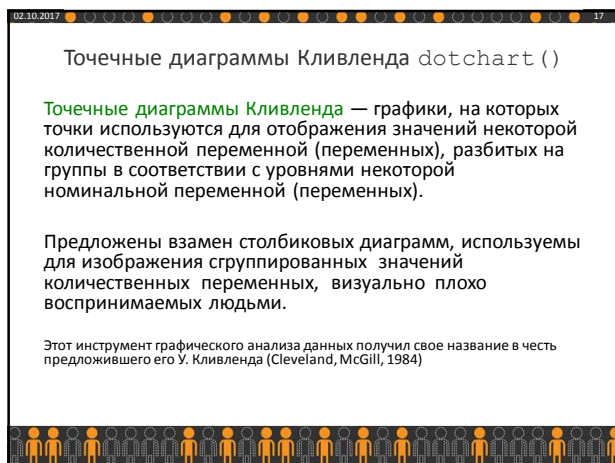 02.10.2017 17
Точечные диаграммы Кливленда dotchart()
Точечные диаграммы Кливленда — графики, на которых
точки используются для отображения значений некоторой
количественной переменной (переменных), разбитых на
группы в соответствии с уровнями некоторой
номинальной переменной (переменных).
Предложены взамен столбиковых диаграмм, используемы
для изображения сгруппированных значений
количественных переменных, визуально плохо
воспринимаемых людьми.
Этот инструмент графического анализа данных получил свое название в честь
предложившего его У. Кливленда (Cleveland, McGill, 1984)